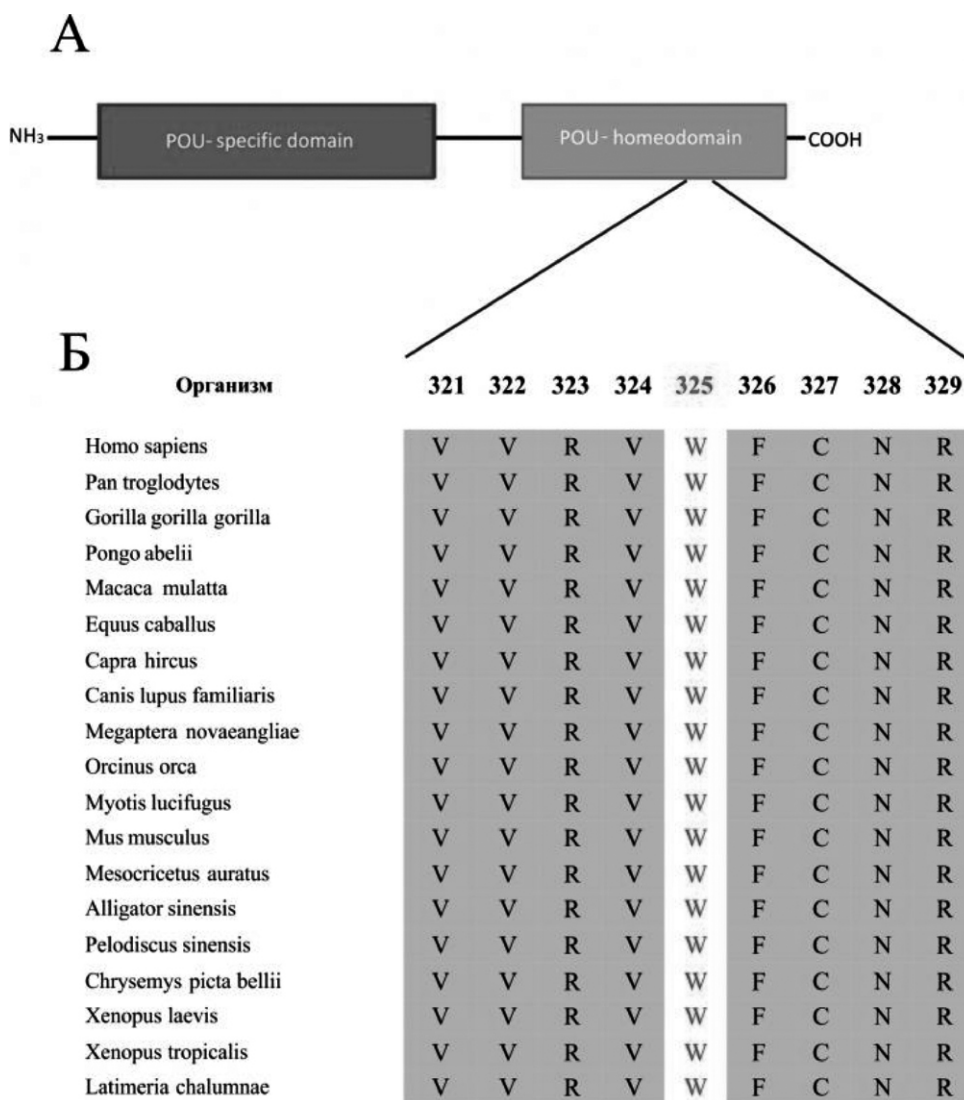 А
NH₃
POU- specific domain
POU - homeodomain
COOH
Б
Организм 321 322 323 324 325 326 327 328 329
Homo sapiens V V R V W F C N R
Pan troglodytes V V R V W F C N R
Gorilla gorilla gorilla V V R V W F C N R
Pongo abelii V V R V W F C N R
Macaca mulatta V V R V W F C N R
Equus caballus V V R V W F C N R
Capra hircus V V R V W F C N R
Canis lupus familiaris V V R V W F C N R
Megaptera novaeangliae V V R V W F C N R
Orcinus orca V V R V W F C N R
Myotis lucifugus V V R V W F C N R
Mus musculus V V R V W F C N R
Mesocricetus auratus V V R V W F C N R
Alligator sinensis V V R V W F C N R
Pelodiscus sinensis V V R V W F C N R
Chrysemys picta bellii V V R V W F C N R
Xenopus laevis V V R V W F C N R
Xenopus tropicalis V V R V W F C N R
Latimeria chalumnae V V R V W F C N R